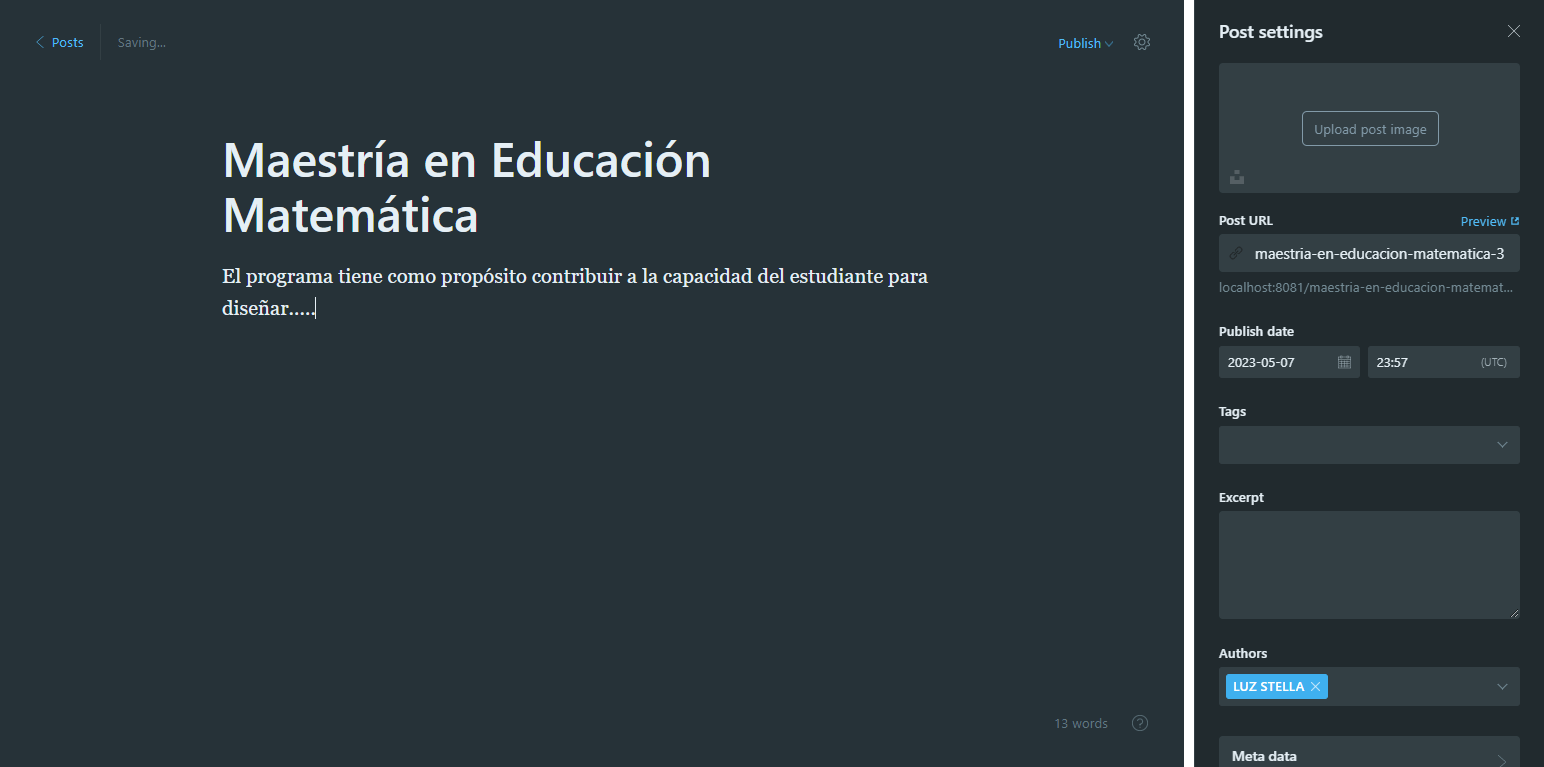 Posts
Saving...
Publish
Maestría en Educación
Matemática
El programa tiene como propósito contribuir a la capacidad del estudiante para
diseñar.....
13 words
?
Post settings
Upload post image
Post URL
Preview
maestria-en-educacion-matematica-3
localhost:8081/maestria-en-educacion-matemat...
Publish date
2023-05-07
23:57
(UTC)
Tags
Excerpt
Authors
LUZ STELLA
Meta data